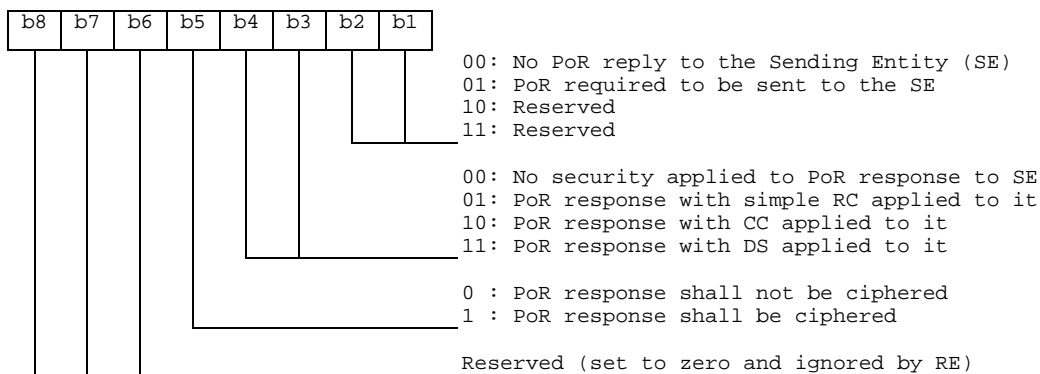 b8 b7 b6 b5 b4 b3 b2 b1
00: No PoR reply to the Sending Entity (SE)
01: PoR required to be sent to the SE
10: Reserved
11: Reserved
00: No security applied to PoR response to SE
01: PoR response with simple RC applied to it
10: PoR response with CC applied to it
11: PoR response with DS applied to it
0 : PoR response shall not be ciphered
1 : PoR response shall be ciphered
Reserved (set to zero and ignored by RE)